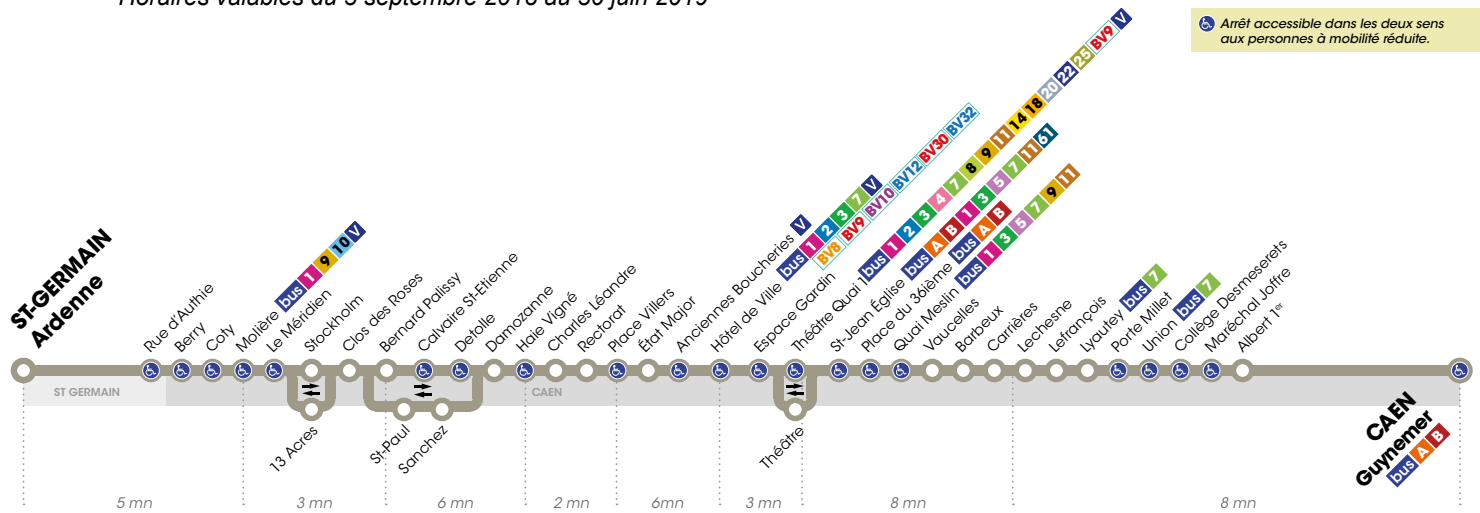 Horaires valables du 3 septembre 2018 au 30 juin 2019
Arrêt accessible dans les deux sens
aux personnes à mobilité réduite.
ST-GERMAIN
Ardenne
Rue d'Authie
Berry
Coty
Molière bus 1 9 10 V
Le Méridien
Stockholm
Clos des Roses
Bernard Palissy
Calvaire St-Etienne
Detolle
Damozanne
Haie Vigné
Charles Léandre
Rectorat
Place Villers
État Major
Anciennes Boucheries V
Hôtel de Ville bus 1 2 3 7 V
BV8 BV9 BV10 BV12 BV30 BV32
Espace Gardin
Théâtre Quai 1 bus 1 2 3 4 7 8 9 11 14 18 20 22 25 BV9 V
St-Jean Église bus A B 1 3 5 7 11 61
Place du 36ième bus A B
Quai Meslin bus 1 3 5 7 9 11
Vaucelles
Barbeux
Carrières
Lechesne
Lefrançois
Lyautey bus 7
Porte Millet
Union bus 7
Collège Desmeserets
Maréchal Joffre
Albert 1er
CAEN
Guynemer
bus A B
ST GERMAIN
CAEN
13 Acres
St-Paul
Sanchez
Théâtre
5 mn
3 mn
6 mn
2 mn
6mn
3 mn
8 mn
8 mn